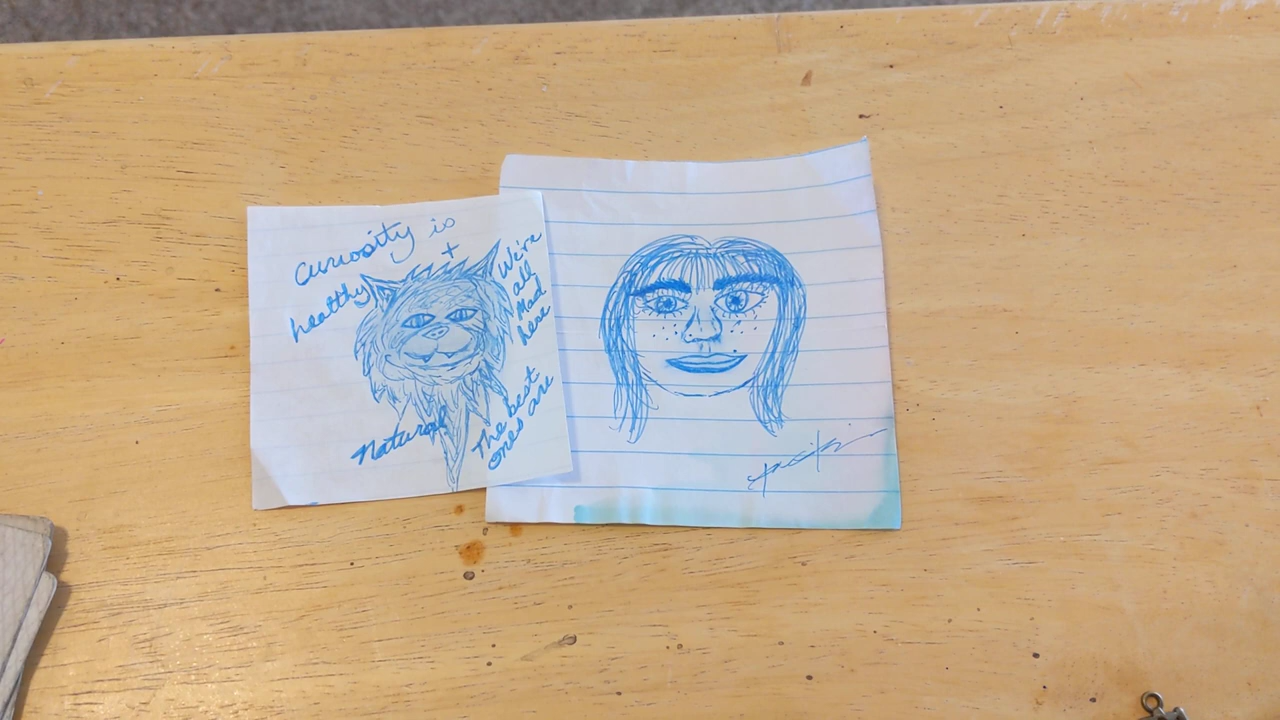 curiosity is
healthy +
natural
We're
all
Mad
here
The best
ones are